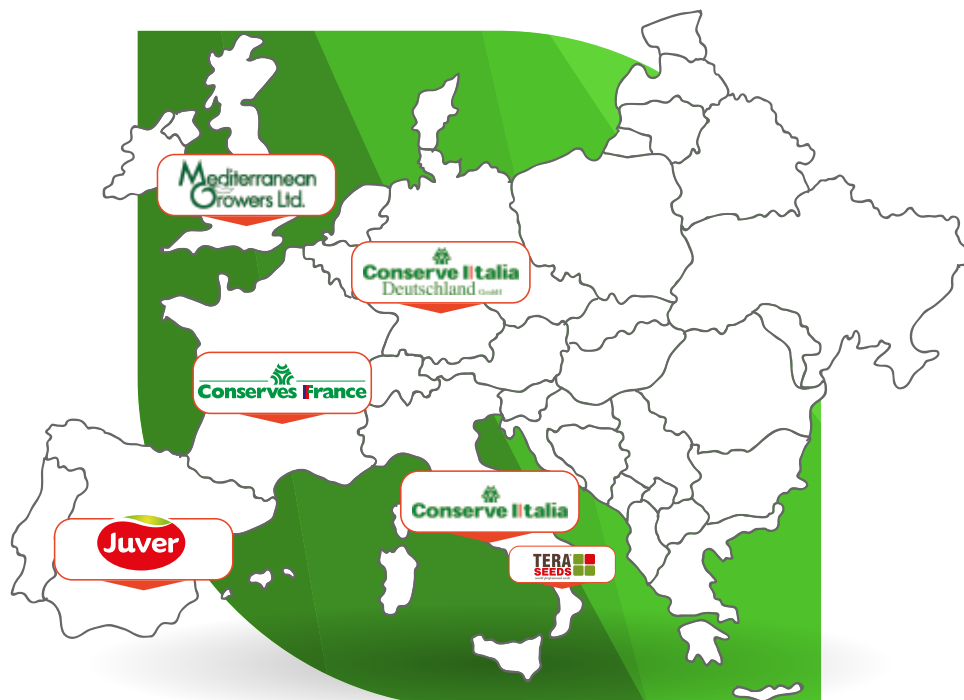 Mediterranean
Growers Ltd.
Conserve Italia
Deutschland GmbH
Conserves France
Conserve Italia
Juver
TERA
SEEDS